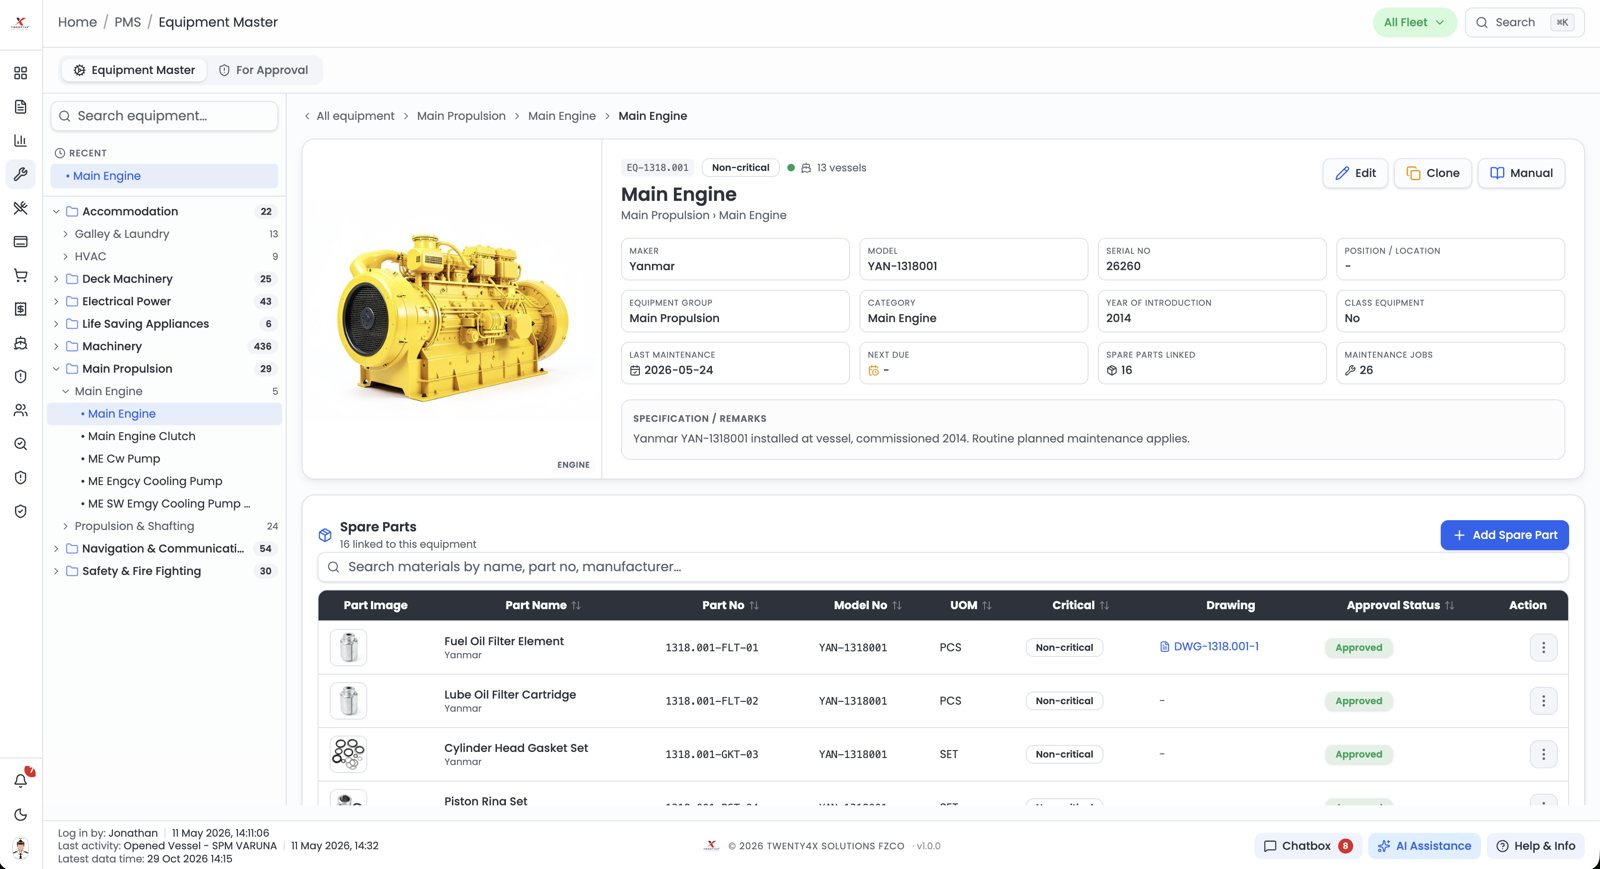 Home / PMS / Equipment Master
All Fleet
Search ⌘K
Equipment Master
For Approval
Search equipment...
RECENT
• Main Engine
Accommodation 22
Galley & Laundry 13
HVAC 9
Deck Machinery 25
Electrical Power 43
Life Saving Appliances 6
Machinery 436
Main Propulsion 29
Main Engine 5
• Main Engine
• Main Engine Clutch
• ME Cw Pump
• ME Engcy Cooling Pump
• ME SW Emgy Cooling Pump ...
Propulsion & Shafting 24
Navigation & Communicati... 54
Safety & Fire Fighting 30
‹ All equipment › Main Propulsion › Main Engine › Main Engine
ENGINE
EQ-1318.001 Non-critical 13 vessels
Edit
Clone
Manual
Main Engine
Main Propulsion › Main Engine
MAKER
Yanmar
MODEL
YAN-1318001
SERIAL NO
26260
POSITION / LOCATION
-
EQUIPMENT GROUP
Main Propulsion
CATEGORY
Main Engine
YEAR OF INTRODUCTION
2014
CLASS EQUIPMENT
No
LAST MAINTENANCE
2026-05-24
NEXT DUE
-
SPARE PARTS LINKED
16
MAINTENANCE JOBS
26
SPECIFICATION / REMARKS
Yanmar YAN-1318001 installed at vessel, commissioned 2014. Routine planned maintenance applies.
Spare Parts
16 linked to this equipment
+ Add Spare Part
Search materials by name, part no, manufacturer...
Part Image Part Name Part No Model No UOM Critical Drawing Approval Status Action
Fuel Oil Filter Element
Yanmar
1318.001-FLT-01 YAN-1318001 PCS Non-critical DWG-1318.001-1 Approved
Lube Oil Filter Cartridge
Yanmar
1318.001-FLT-02 YAN-1318001 PCS Non-critical - Approved
Cylinder Head Gasket Set
Yanmar
1318.001-GKT-03 YAN-1318001 SET Non-critical - Approved
Piston Ring Set
7
Log in by: Jonathan | 11 May 2026, 14:11:06
Last activity: Opened Vessel - SPM VARUNA | 11 May 2026, 14:32
Latest data time: 29 Oct 2026 14:15
© 2026 TWENTY4X SOLUTIONS FZCO · v1.0.0
Chatbox 8
AI Assistance
Help & Info